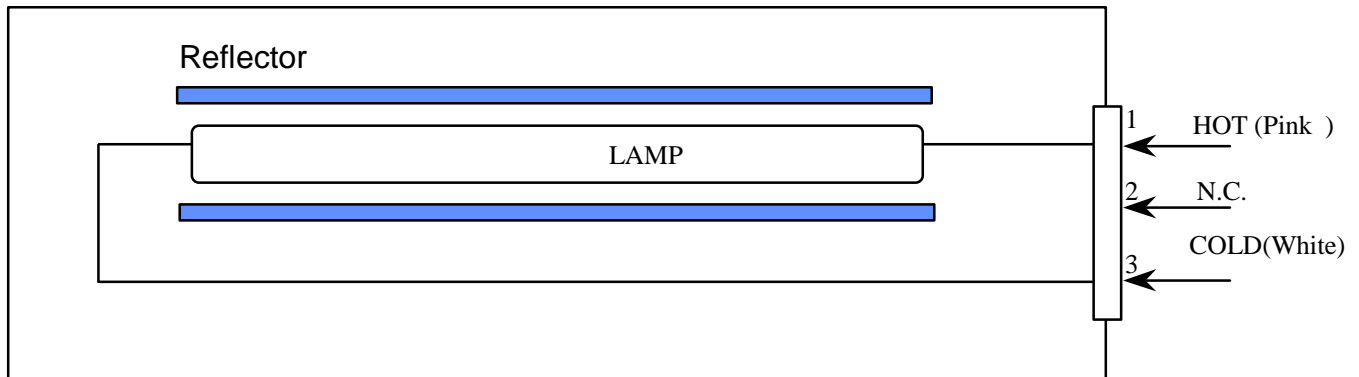 Reflector
LAMP
1
HOT (Pink )
2
N.C.
COLD(White)
3